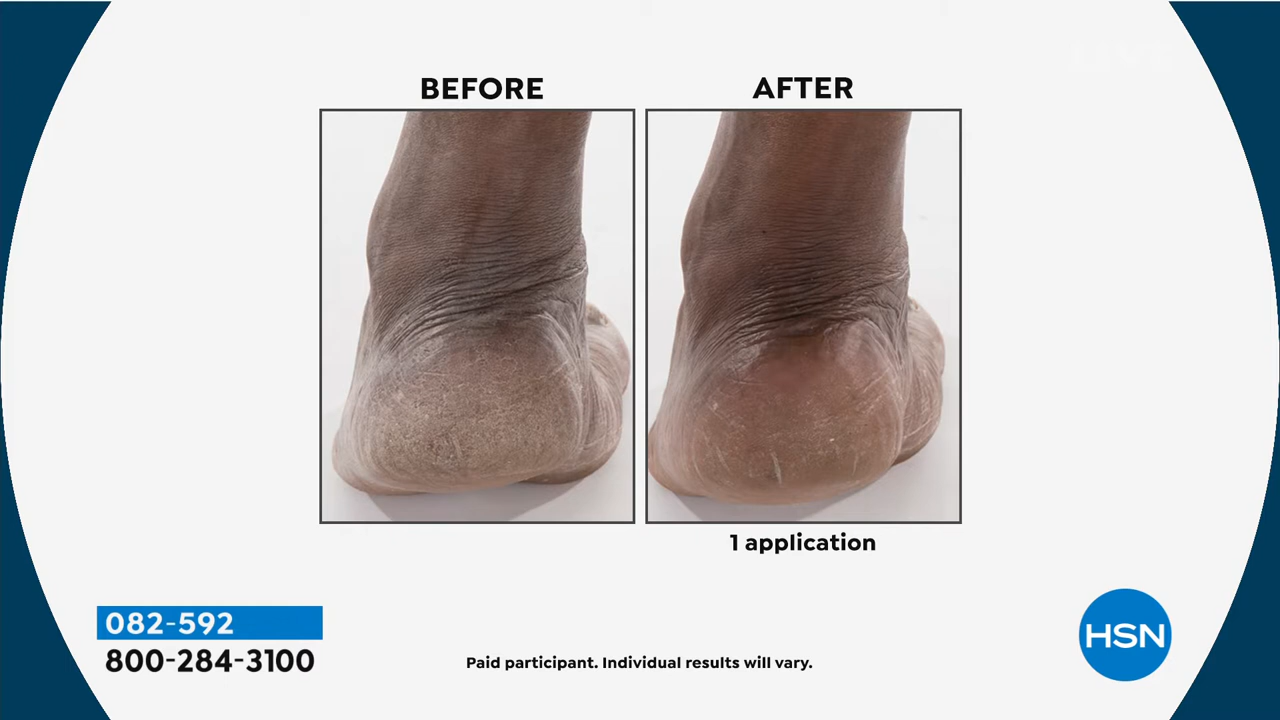 BEFORE
AFTER
1 application
082-592
800-284-3100
Paid participant. Individual results will vary.
HSN